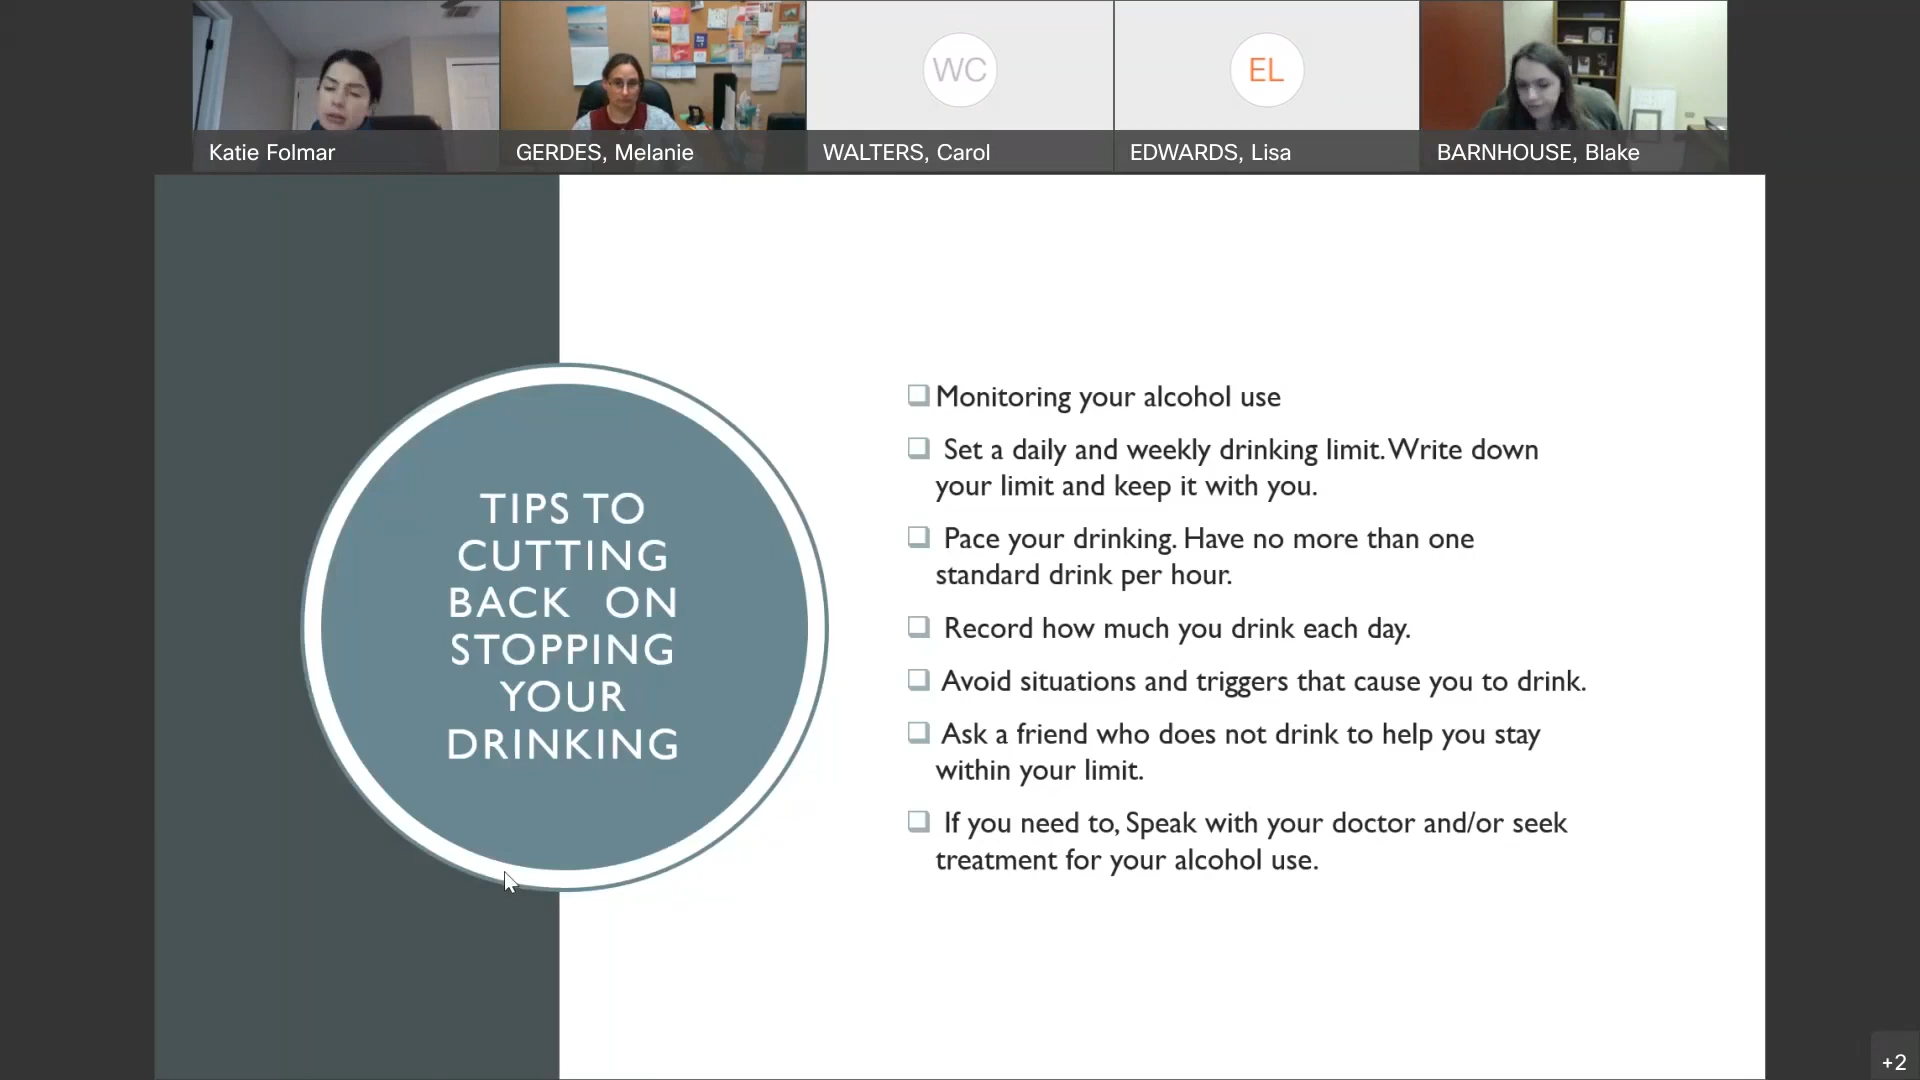 WC
EL
Katie Folmar
GERDES, Melanie
WALTERS, Carol
EDWARDS, Lisa
BARNHOUSE, Blake
TIPS TO
CUTTING
BACK ON
STOPPING
YOUR
DRINKING
Monitoring your alcohol use
Set a daily and weekly drinking limit. Write down
your limit and keep it with you.
Pace your drinking. Have no more than one
standard drink per hour.
Record how much you drink each day.
Avoid situations and triggers that cause you to drink.
Ask a friend who does not drink to help you stay
within your limit.
If you need to, Speak with your doctor and/or seek
treatment for your alcohol use.
+2